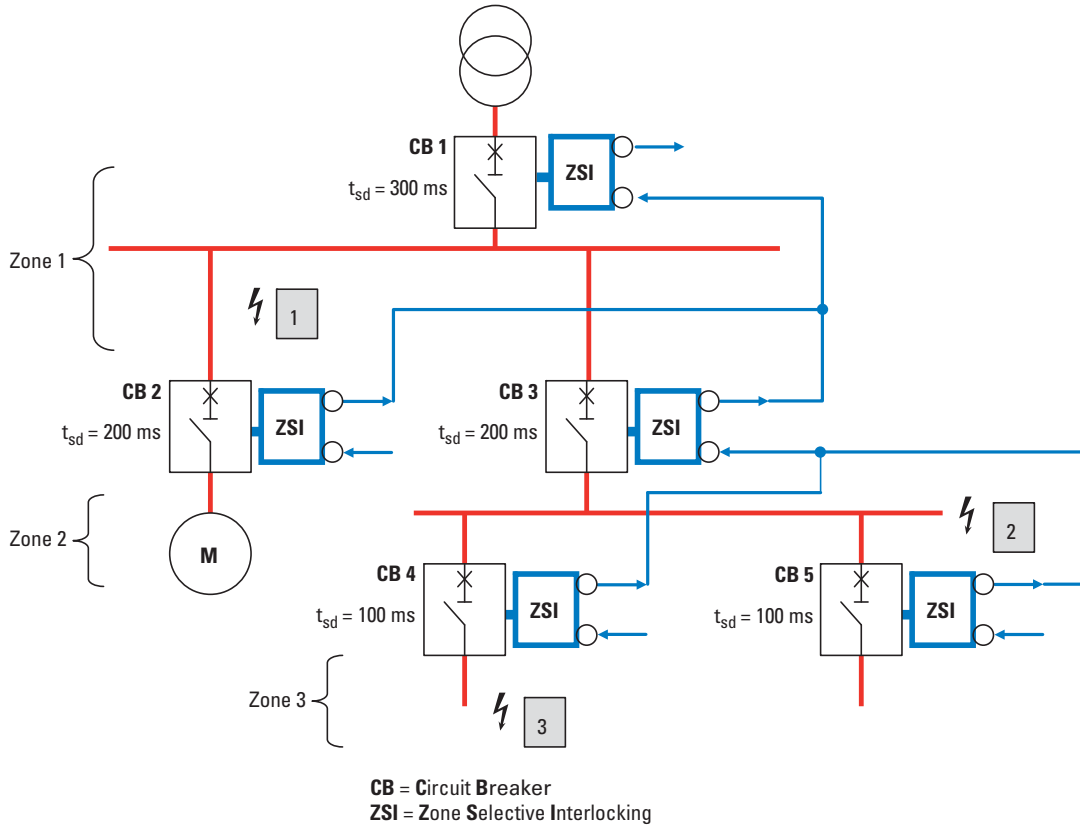 CB 1
ZSI
tsd = 300 ms
Zone 1
1
CB 2
ZSI
tsd = 200 ms
CB 3
ZSI
tsd = 200 ms
Zone 2
M
2
CB 4
ZSI
tsd = 100 ms
CB 5
ZSI
tsd = 100 ms
Zone 3
3
CB = Circuit Breaker
ZSI = Zone Selective Interlocking